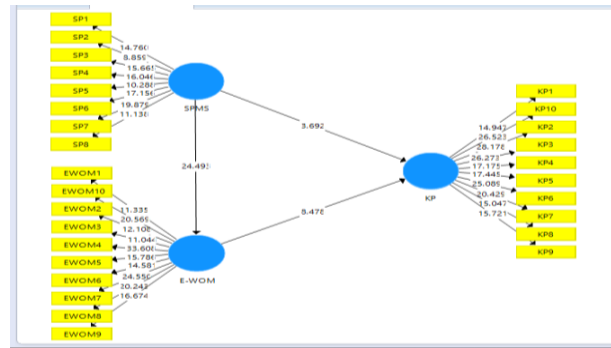 SP1
SP2
SP3
SP4
SP5
SP6
SP7
SP8
14.760
8.859
15.665
16.046
10.288
17.156
19.879
11.130
SPMS
3.692
24.493
EWOM1
EWOM10
EWOM2
EWOM3
EWOM4
EWOM5
EWOM6
EWOM7
EWOM8
EWOM9
11.335
20.569
12.108
11.044
33.608
15.786
14.581
24.550
20.243
16.674
E-WOM
8.478
KP
14.942
26.523
28.178
26.273
17.175
17.445
25.089
20.429
15.047
15.721
KP1
KP10
KP2
KP3
KP4
KP5
KP6
KP7
KP8
KP9